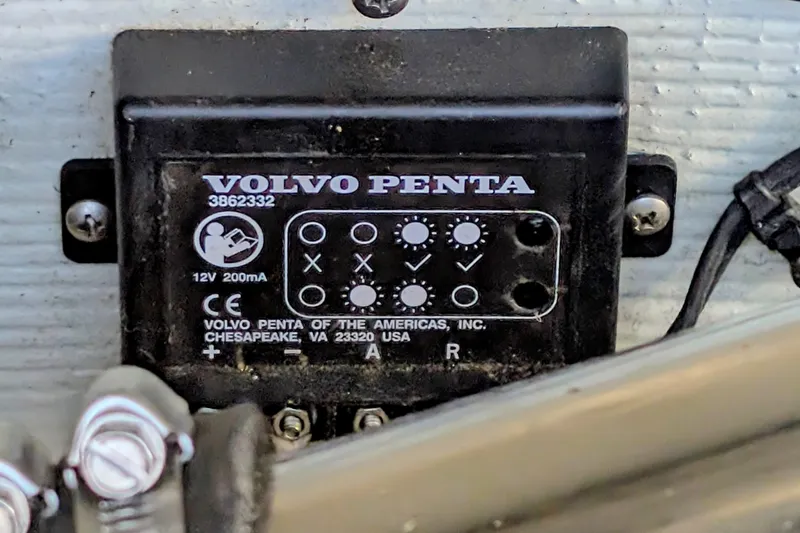 VOLVO PENTA
3862332
12V 200mA
CE
VOLVO PENTA OF THE AMERICAS, INC.
CHESAPEAKE, VA 23320 USA
+ − A R